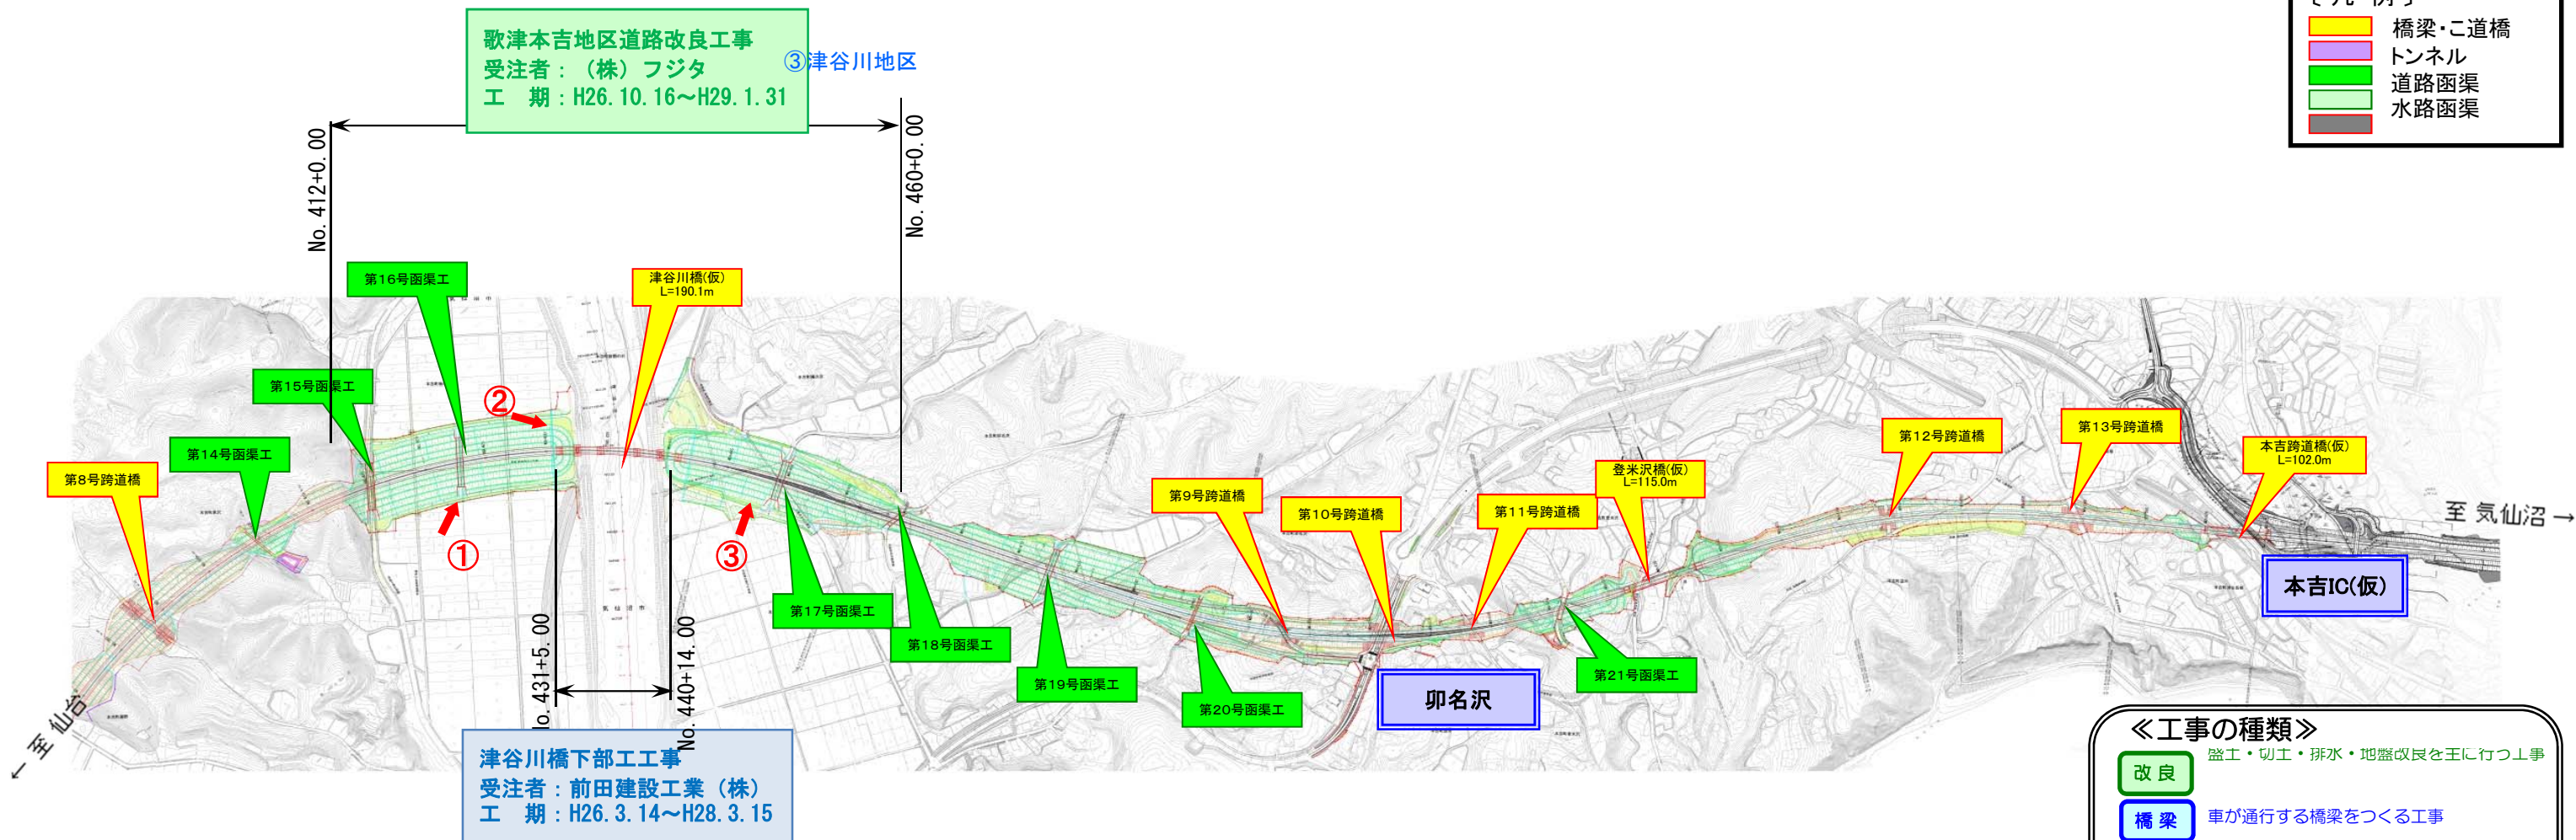 歌津本吉地区道路改良工事
受注者：（株）フジタ
工　期：H26.10.16～H29.1.31
③津谷川地区
橋梁・こ道橋
トンネル
道路函渠
水路函渠
No.412+0.00
No.460+0.00
第16号函渠工
津谷川橋(仮)
L=190.1m
第15号函渠工
②
第14号函渠工
第8号跨道橋
①
③
第17号函渠工
第18号函渠工
第19号函渠工
第20号函渠工
第9号跨道橋
第10号跨道橋
第11号跨道橋
登米沢橋(仮)
L=115.0m
第21号函渠工
第12号跨道橋
第13号跨道橋
本吉跨道橋(仮)
L=102.0m
至 気仙沼 →
本吉IC(仮)
卯名沢
← 至 仙台
No.431+5.00
No.440+14.00
津谷川橋下部工工事
受注者：前田建設工業（株）
工　期：H26.3.14～H28.3.15
≪工事の種類≫
改良
盛土・切土・排水・地盤改良を主に行う工事
橋梁
車が通行する橋梁をつくる工事